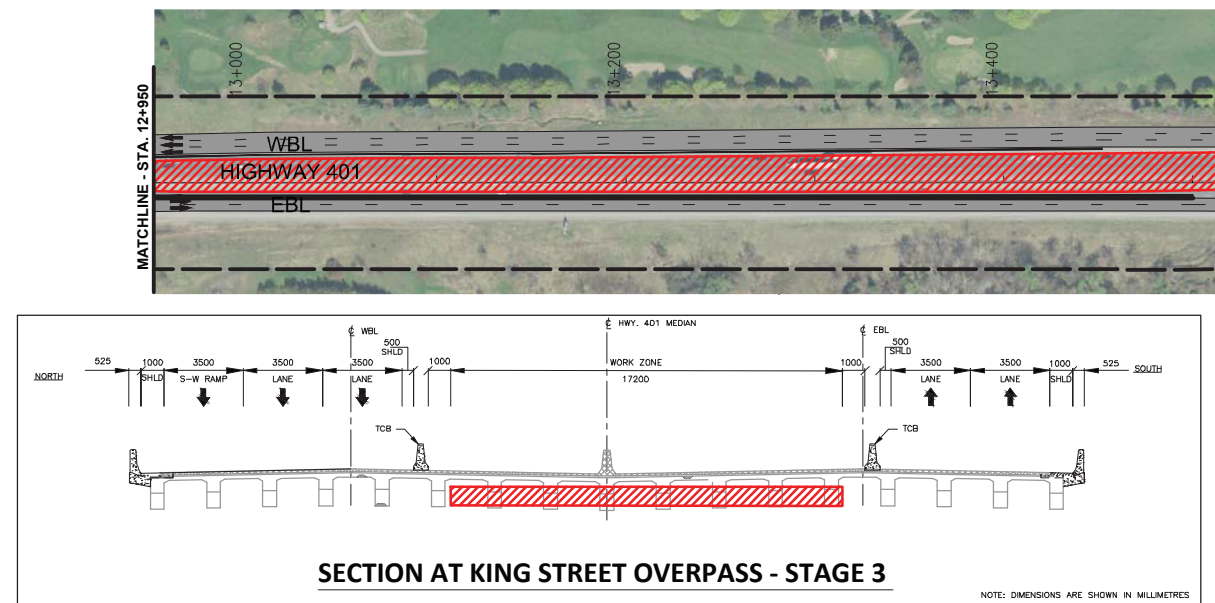 13+000
13+200
13+400
MATCHLINE - STA. 12+950
WBL
HIGHWAY 401
EBL
℄ WBL
℄ HWY. 401 MEDIAN
℄ EBL
NORTH
525
1000
SHLD
3500
S-W RAMP
3500
LANE
3500
LANE
500
SHLD
1000
WORK ZONE
17200
1000
500
SHLD
3500
LANE
3500
LANE
1000
SHLD
525
SOUTH
TCB
TCB
SECTION AT KING STREET OVERPASS - STAGE 3
NOTE: DIMENSIONS ARE SHOWN IN MILLIMETRES